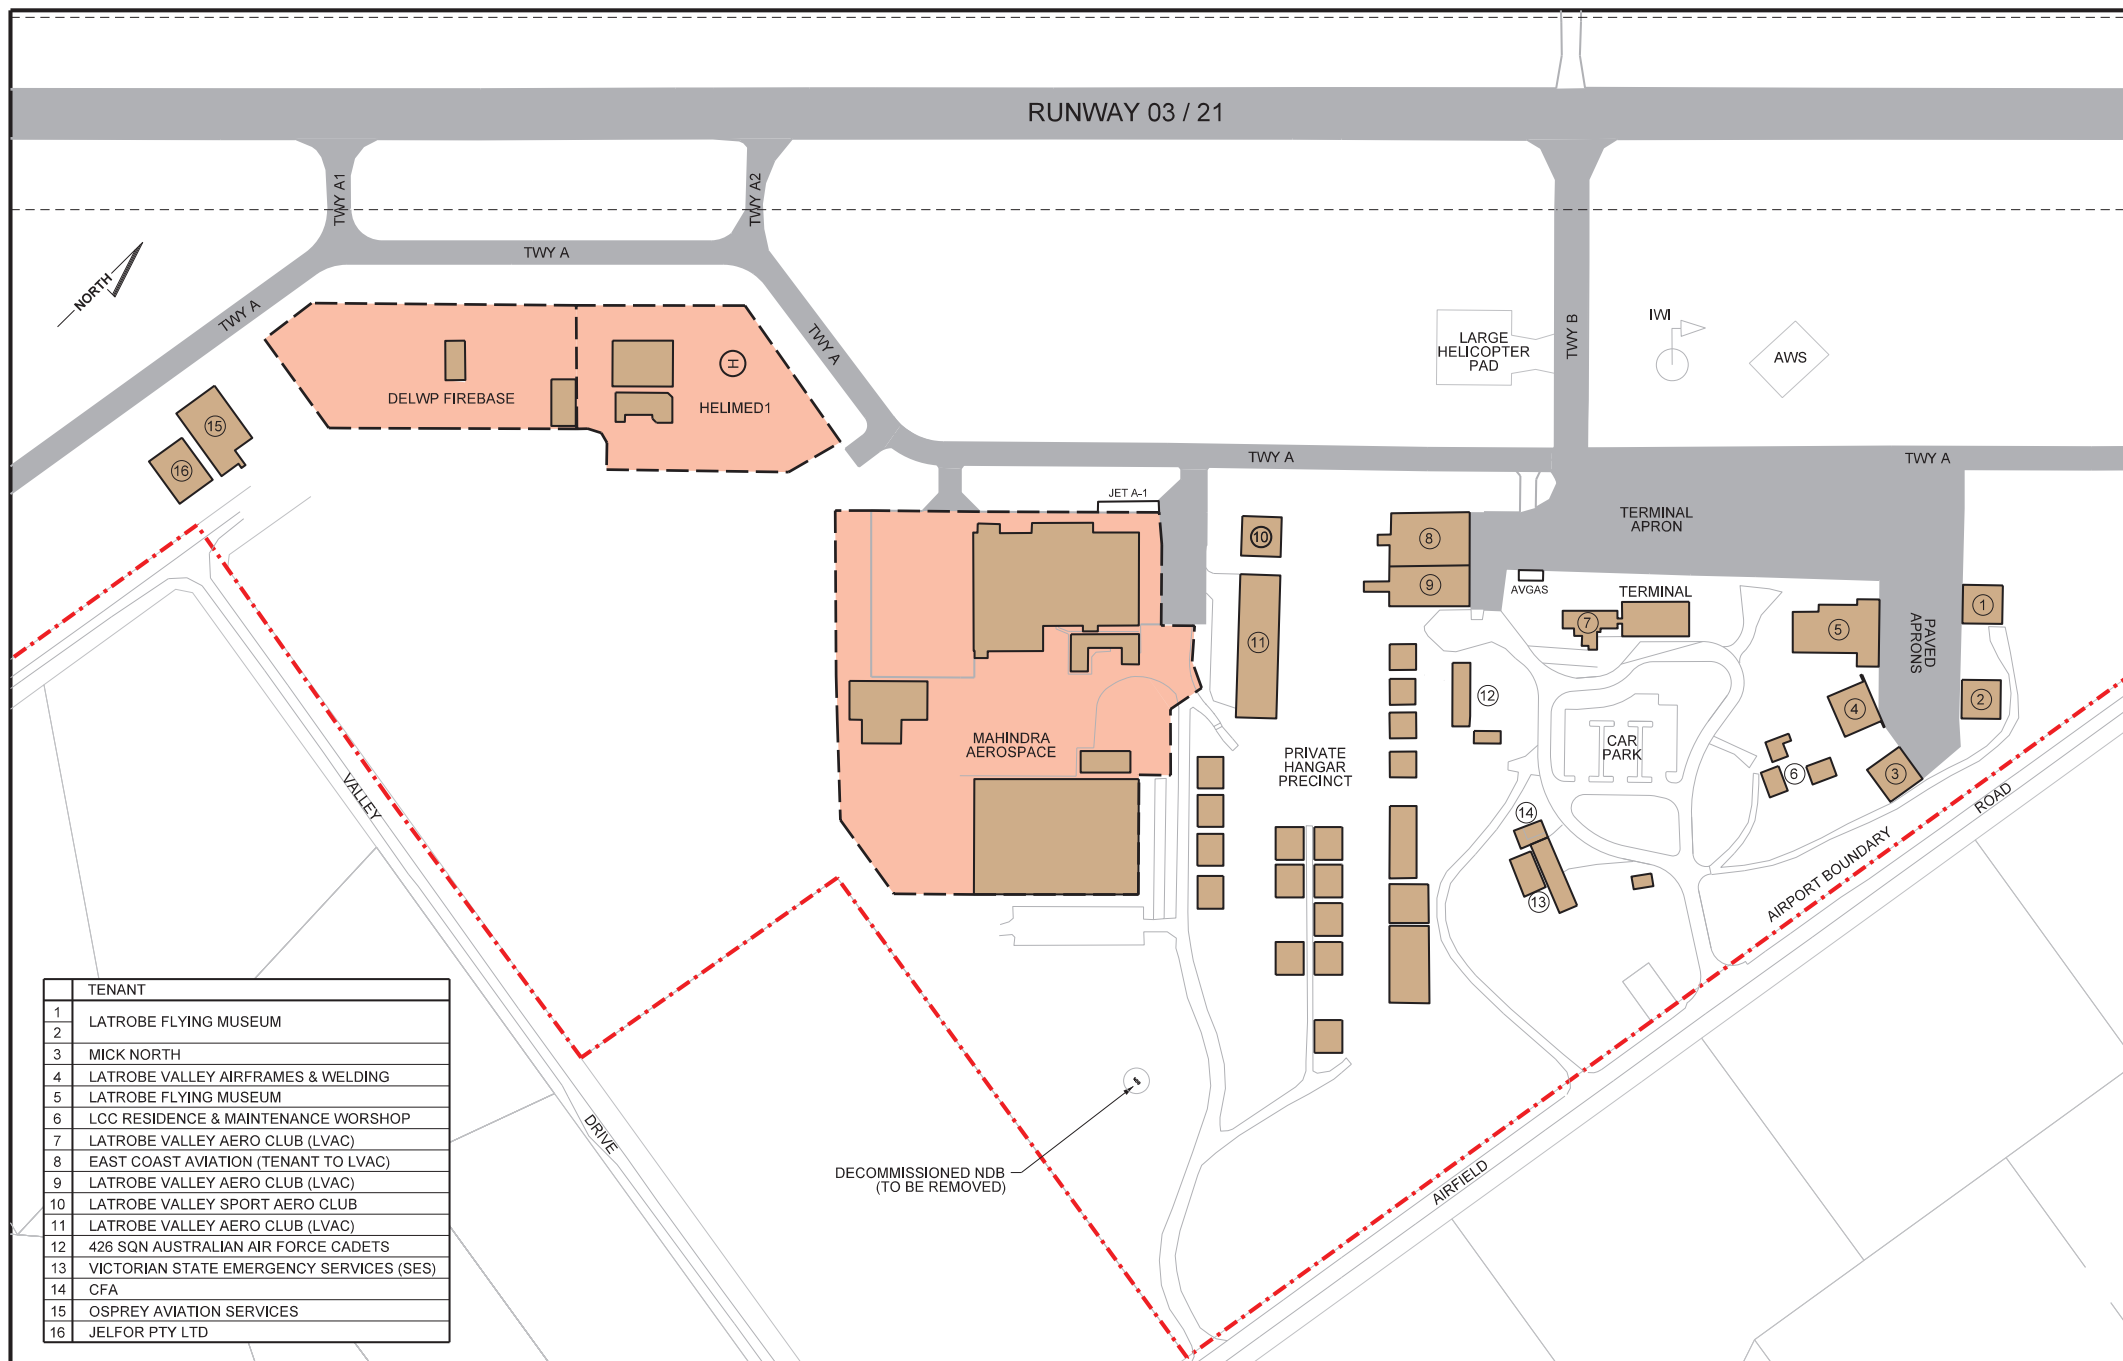 RUNWAY 03 / 21
TWY A1
TWY A2
TWY A
NORTH
TWY A
TWY A
TWY B
IWI
LARGE
HELICOPTER
PAD
AWS
DELWP FIREBASE
H
HELIMED1
15
16
TWY A
TWY A
JET A-1
TERMINAL
APRON
10
8
9
AVGAS
TERMINAL
7
5
PAVED
APRONS
1
11
12
4
2
MAHINDRA
AEROSPACE
PRIVATE
HANGAR
PRECINCT
CAR
PARK
6
3
VALLEY
ROAD
14
13
AIRPORT BOUNDARY
DRIVE
DECOMMISSIONED NDB
(TO BE REMOVED)
AIRFIELD
TENANT
1
2
LATROBE FLYING MUSEUM
3 MICK NORTH
4 LATROBE VALLEY AIRFRAMES & WELDING
5 LATROBE FLYING MUSEUM
6 LCC RESIDENCE & MAINTENANCE WORSHOP
7 LATROBE VALLEY AERO CLUB (LVAC)
8 EAST COAST AVIATION (TENANT TO LVAC)
9 LATROBE VALLEY AERO CLUB (LVAC)
10 LATROBE VALLEY SPORT AERO CLUB
11 LATROBE VALLEY AERO CLUB (LVAC)
12 426 SQN AUSTRALIAN AIR FORCE CADETS
13 VICTORIAN STATE EMERGENCY SERVICES (SES)
14 CFA
15 OSPREY AVIATION SERVICES
16 JELFOR PTY LTD